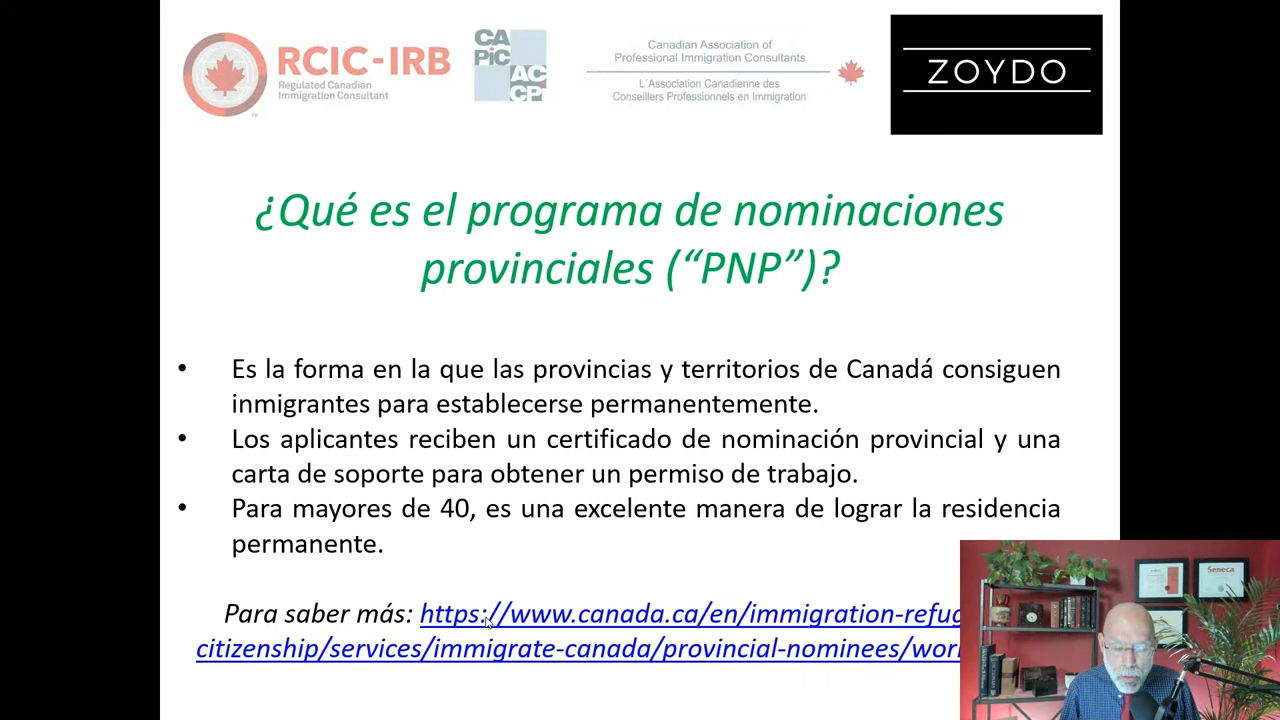 RCIC-IRB
Regulated Canadian
Immigration Consultant
CA
PiC
AC
CP
Canadian Association of
Professional Immigration Consultants
L´Association Canadienne des
Conseillers Professionnels en Immigration
ZOYDO
¿Qué es el programa de nominaciones
provinciales (“PNP”)?
• Es la forma en la que las provincias y territorios de Canadá consiguen
inmigrantes para establecerse permanentemente.
• Los aplicantes reciben un certificado de nominación provincial y una
carta de soporte para obtener un permiso de trabajo.
• Para mayores de 40, es una excelente manera de lograr la residencia
permanente.
Para saber más: https://www.canada.ca/en/immigration-refug
citizenship/services/immigrate-canada/provincial-nominees/wor
Seneca